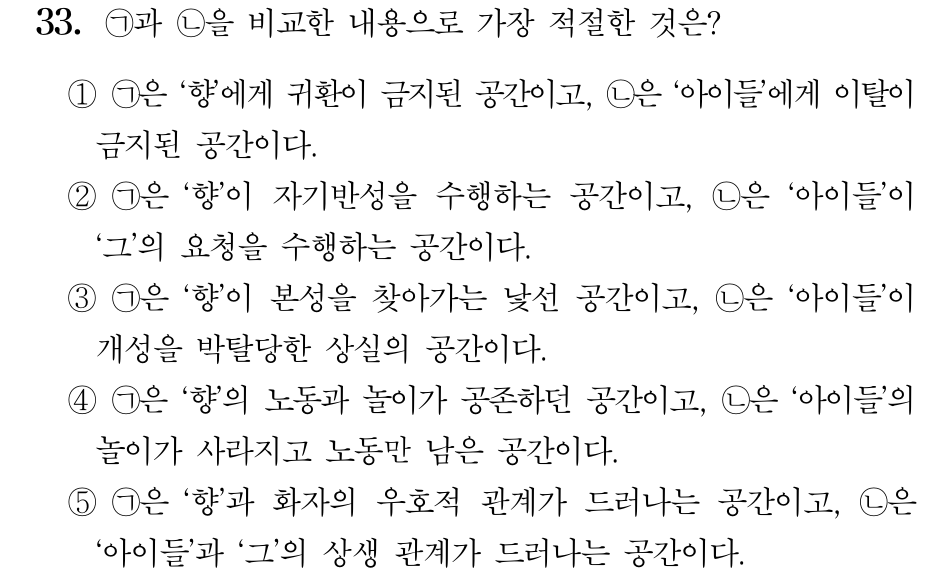 33. ㉠과 ㉡을 비교한 내용으로 가장 적절한 것은?
① ㉠은 ‘향’에게 귀환이 금지된 공간이고, ㉡은 ‘아이들’에게 이탈이
금지된 공간이다.
② ㉠은 ‘향’이 자기반성을 수행하는 공간이고, ㉡은 ‘아이들’이
‘그’의 요청을 수행하는 공간이다.
③ ㉠은 ‘향’이 본성을 찾아가는 낯선 공간이고, ㉡은 ‘아이들’이
개성을 박탈당한 상실의 공간이다.
④ ㉠은 ‘향’의 노동과 놀이가 공존하던 공간이고, ㉡은 ‘아이들’의
놀이가 사라지고 노동만 남은 공간이다.
⑤ ㉠은 ‘향’과 화자의 우호적 관계가 드러나는 공간이고, ㉡은
‘아이들’과 ‘그’의 상생 관계가 드러나는 공간이다.